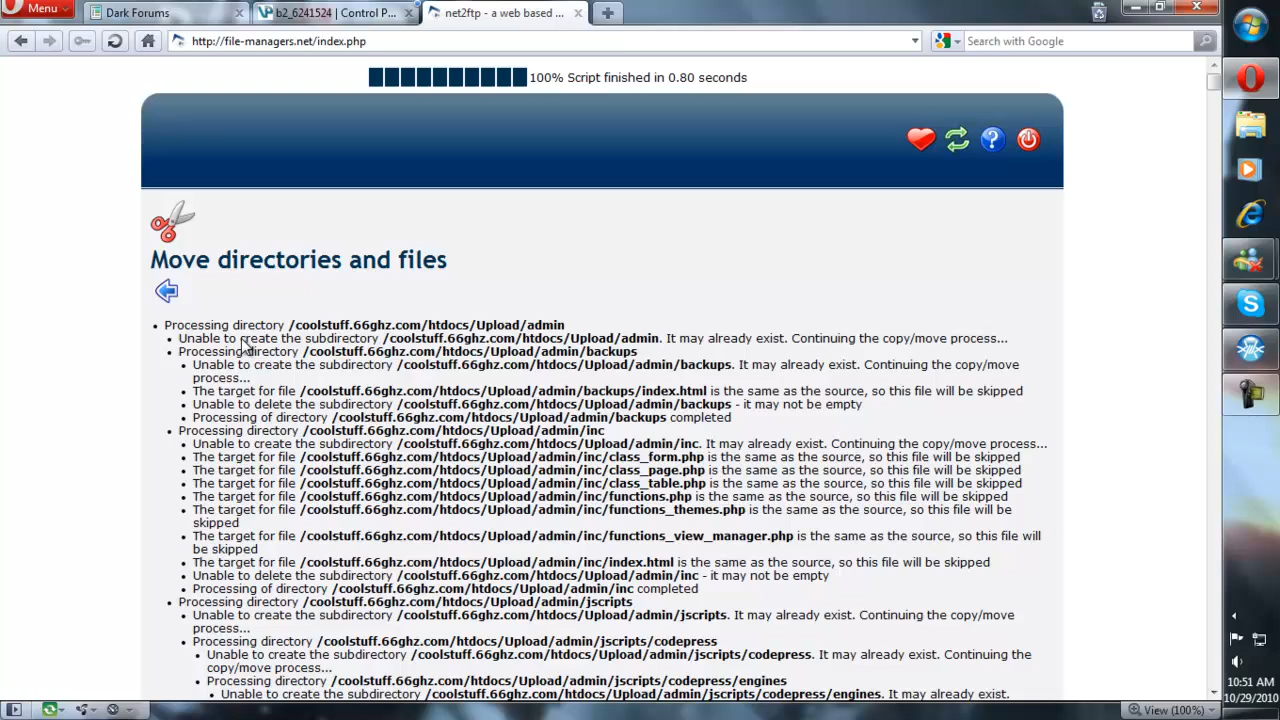 Menu
Dark Forums
b2_6241524 | Control P...
net2ftp - a web based ...
http://file-managers.net/index.php
Search with Google
100% Script finished in 0.80 seconds
Move directories and files
Processing directory /coolstuff.66ghz.com/htdocs/Upload/admin
Unable to create the subdirectory /coolstuff.66ghz.com/htdocs/Upload/admin. It may already exist. Continuing the copy/move process...
Processing directory /coolstuff.66ghz.com/htdocs/Upload/admin/backups
Unable to create the subdirectory /coolstuff.66ghz.com/htdocs/Upload/admin/backups. It may already exist. Continuing the copy/move
process...
The target for file /coolstuff.66ghz.com/htdocs/Upload/admin/backups/index.html is the same as the source, so this file will be skipped
Unable to delete the subdirectory /coolstuff.66ghz.com/htdocs/Upload/admin/backups - it may not be empty
Processing of directory /coolstuff.66ghz.com/htdocs/Upload/admin/backups completed
Processing directory /coolstuff.66ghz.com/htdocs/Upload/admin/inc
Unable to create the subdirectory /coolstuff.66ghz.com/htdocs/Upload/admin/inc. It may already exist. Continuing the copy/move process...
The target for file /coolstuff.66ghz.com/htdocs/Upload/admin/inc/class_form.php is the same as the source, so this file will be skipped
The target for file /coolstuff.66ghz.com/htdocs/Upload/admin/inc/class_page.php is the same as the source, so this file will be skipped
The target for file /coolstuff.66ghz.com/htdocs/Upload/admin/inc/class_table.php is the same as the source, so this file will be skipped
The target for file /coolstuff.66ghz.com/htdocs/Upload/admin/inc/functions.php is the same as the source, so this file will be skipped
The target for file /coolstuff.66ghz.com/htdocs/Upload/admin/inc/functions_themes.php is the same as the source, so this file will be
skipped
The target for file /coolstuff.66ghz.com/htdocs/Upload/admin/inc/functions_view_manager.php is the same as the source, so this file will
be skipped
The target for file /coolstuff.66ghz.com/htdocs/Upload/admin/inc/index.html is the same as the source, so this file will be skipped
Unable to delete the subdirectory /coolstuff.66ghz.com/htdocs/Upload/admin/inc - it may not be empty
Processing of directory /coolstuff.66ghz.com/htdocs/Upload/admin/inc completed
Processing directory /coolstuff.66ghz.com/htdocs/Upload/admin/jscripts
Unable to create the subdirectory /coolstuff.66ghz.com/htdocs/Upload/admin/jscripts. It may already exist. Continuing the copy/move
process...
Processing directory /coolstuff.66ghz.com/htdocs/Upload/admin/jscripts/codepress
Unable to create the subdirectory /coolstuff.66ghz.com/htdocs/Upload/admin/jscripts/codepress. It may already exist. Continuing the
copy/move process...
Processing directory /coolstuff.66ghz.com/htdocs/Upload/admin/jscripts/codepress/engines
Unable to create the subdirectory /coolstuff.66ghz.com/htdocs/Upload/admin/jscripts/codepress/engines. It may already exist.
10:51 AM
10/29/2010
View (100%)